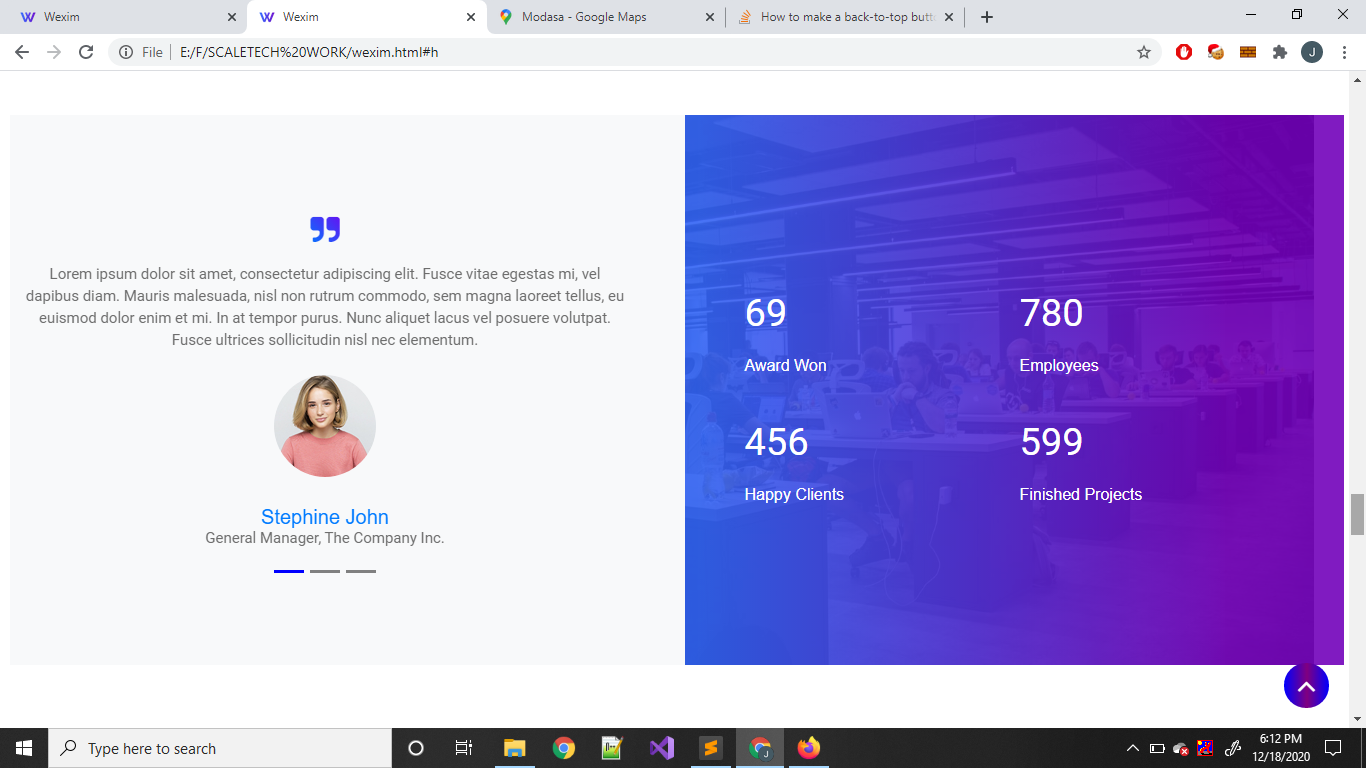 Wexim
Wexim
Modasa - Google Maps
How to make a back-to-top butt
File
E:/F/SCALETECH%20WORK/wexim.html#h
J
Lorem ipsum dolor sit amet, consectetur adipiscing elit. Fusce vitae egestas mi, vel
dapibus diam. Mauris malesuada, nisl non rutrum commodo, sem magna laoreet tellus, eu
euismod dolor enim et mi. In at tempor purus. Nunc aliquet lacus vel posuere volutpat.
Fusce ultrices sollicitudin nisl nec elementum.
Stephine John
General Manager, The Company Inc.
69
Award Won
780
Employees
456
Happy Clients
599
Finished Projects
Type here to search
6:12 PM
12/18/2020